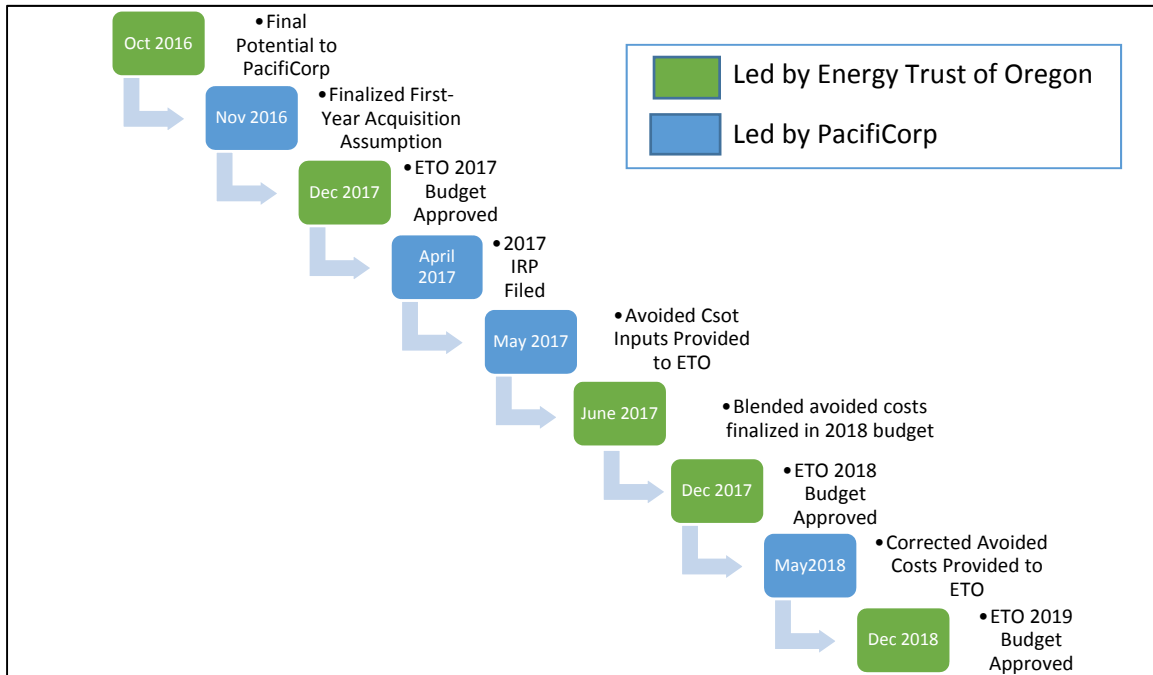 Oct 2016
•Final
Potential to
PacifiCorp
Led by Energy Trust of Oregon
Led by PacifiCorp
Nov 2016
•Finalized First-
Year Acquisition
Assumption
Dec 2017
•ETO 2017
Budget
Approved
April
2017
•2017
IRP
Filed
May 2017
•Avoided Csot
Inputs Provided
to ETO
June 2017
•Blended avoided costs
finalized in 2018 budget
Dec 2017
•ETO 2018
Budget
Approved
May2018
•Corrected Avoided
Costs Provided to
ETO
Dec 2018
•ETO 2019
Budget
Approved